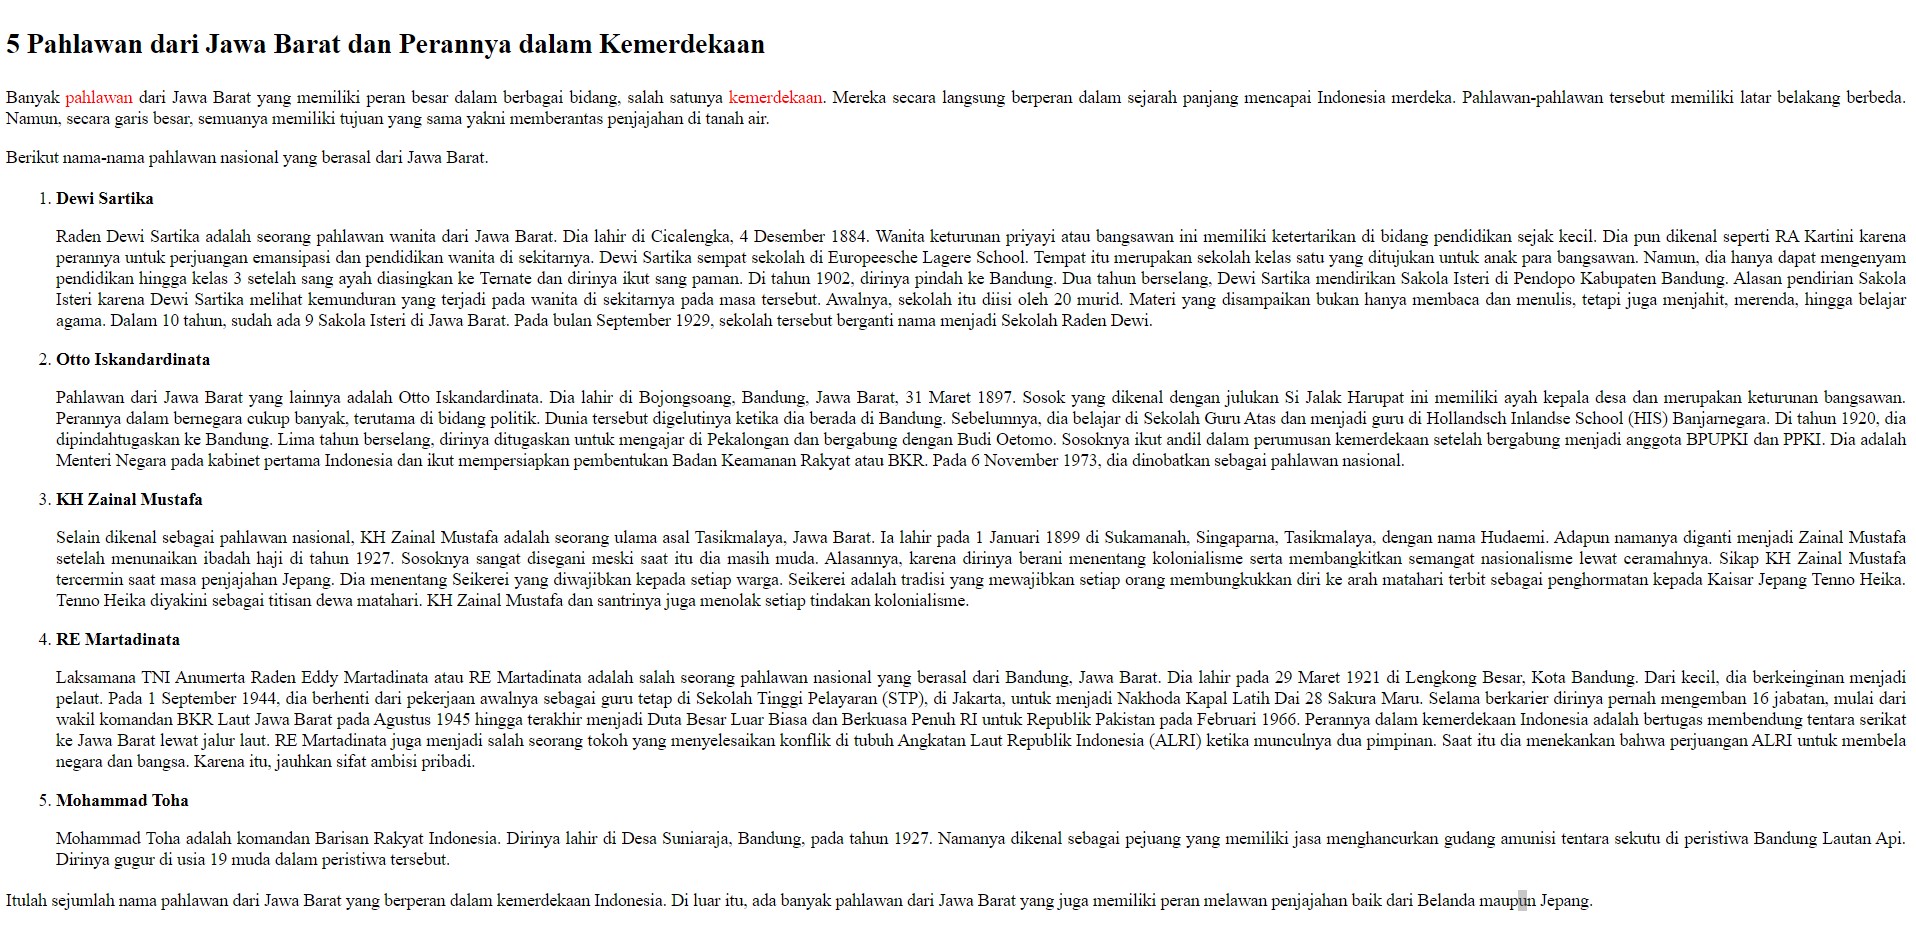 5 Pahlawan dari Jawa Barat dan Perannya dalam Kemerdekaan
Banyak pahlawan dari Jawa Barat yang memiliki peran besar dalam berbagai bidang, salah satunya kemerdekaan. Mereka secara langsung berperan dalam sejarah panjang mencapai Indonesia merdeka. Pahlawan-pahlawan tersebut memiliki latar belakang berbeda.
Namun, secara garis besar, semuanya memiliki tujuan yang sama yakni memberantas penjajahan di tanah air.
Berikut nama-nama pahlawan nasional yang berasal dari Jawa Barat.
1. Dewi Sartika
Raden Dewi Sartika adalah seorang pahlawan wanita dari Jawa Barat. Dia lahir di Cicalengka, 4 Desember 1884. Wanita keturunan priyayi atau bangsawan ini memiliki ketertarikan di bidang pendidikan sejak kecil. Dia pun dikenal seperti RA Kartini karena
perannya untuk perjuangan emansipasi dan pendidikan wanita di sekitarnya. Dewi Sartika sempat sekolah di Europeesche Lagere School. Tempat itu merupakan sekolah kelas satu yang ditujukan untuk anak para bangsawan. Namun, dia hanya dapat mengenyam
pendidikan hingga kelas 3 setelah sang ayah diasingkan ke Ternate dan dirinya ikut sang paman. Di tahun 1902, dirinya pindah ke Bandung. Dua tahun berselang, Dewi Sartika mendirikan Sakola Isteri di Pendopo Kabupaten Bandung. Alasan pendirian Sakola
Isteri karena Dewi Sartika melihat kemunduran yang terjadi pada wanita di sekitarnya pada masa tersebut. Awalnya, sekolah itu diisi oleh 20 murid. Materi yang disampaikan bukan hanya membaca dan menulis, tetapi juga menjahit, merenda, hingga belajar
agama. Dalam 10 tahun, sudah ada 9 Sakola Isteri di Jawa Barat. Pada bulan September 1929, sekolah tersebut berganti nama menjadi Sekolah Raden Dewi.
2. Otto Iskandardinata
Pahlawan dari Jawa Barat yang lainnya adalah Otto Iskandardinata. Dia lahir di Bojongsoang, Bandung, Jawa Barat, 31 Maret 1897. Sosok yang dikenal dengan julukan Si Jalak Harupat ini memiliki ayah kepala desa dan merupakan keturunan bangsawan.
Perannya dalam bernegara cukup banyak, terutama di bidang politik. Dunia tersebut digelutinya ketika dia berada di Bandung. Sebelumnya, dia belajar di Sekolah Guru Atas dan menjadi guru di Hollandsch Inlandse School (HIS) Banjarnegara. Di tahun 1920, dia
dipindahtugaskan ke Bandung. Lima tahun berselang, dirinya ditugaskan untuk mengajar di Pekalongan dan bergabung dengan Budi Oetomo. Sosoknya ikut andil dalam perumusan kemerdekaan setelah bergabung menjadi anggota BPUPKI dan PPKI. Dia adalah
Menteri Negara pada kabinet pertama Indonesia dan ikut mempersiapkan pembentukan Badan Keamanan Rakyat atau BKR. Pada 6 November 1973, dia dinobatkan sebagai pahlawan nasional.
3. KH Zainal Mustafa
Selain dikenal sebagai pahlawan nasional, KH Zainal Mustafa adalah seorang ulama asal Tasikmalaya, Jawa Barat. Ia lahir pada 1 Januari 1899 di Sukamanah, Singaparna, Tasikmalaya, dengan nama Hudaemi. Adapun namanya diganti menjadi Zainal Mustafa
setelah menunaikan ibadah haji di tahun 1927. Sosoknya sangat disegani meski saat itu dia masih muda. Alasannya, karena dirinya berani menentang kolonialisme serta membangkitkan semangat nasionalisme lewat ceramahnya. Sikap KH Zainal Mustafa
tercermin saat masa penjajahan Jepang. Dia menentang Seikerei yang diwajibkan kepada setiap warga. Seikerei adalah tradisi yang mewajibkan setiap orang membungkukkan diri ke arah matahari terbit sebagai penghormatan kepada Kaisar Jepang Tenno Heika.
Tenno Heika diyakini sebagai titisan dewa matahari. KH Zainal Mustafa dan santrinya juga menolak setiap tindakan kolonialisme.
4. RE Martadinata
Laksamana TNI Anumerta Raden Eddy Martadinata atau RE Martadinata adalah salah seorang pahlawan nasional yang berasal dari Bandung, Jawa Barat. Dia lahir pada 29 Maret 1921 di Lengkong Besar, Kota Bandung. Dari kecil, dia berkeinginan menjadi
pelaut. Pada 1 September 1944, dia berhenti dari pekerjaan awalnya sebagai guru tetap di Sekolah Tinggi Pelayaran (STP), di Jakarta, untuk menjadi Nakhoda Kapal Latih Dai 28 Sakura Maru. Selama berkarier dirinya pernah mengemban 16 jabatan, mulai dari
wakil komandan BKR Laut Jawa Barat pada Agustus 1945 hingga terakhir menjadi Duta Besar Luar Biasa dan Berkuasa Penuh RI untuk Republik Pakistan pada Februari 1966. Perannya dalam kemerdekaan Indonesia adalah bertugas membendung tentara serikat
ke Jawa Barat lewat jalur laut. RE Martadinata juga menjadi salah seorang tokoh yang menyelesaikan konflik di tubuh Angkatan Laut Republik Indonesia (ALRI) ketika munculnya dua pimpinan. Saat itu dia menekankan bahwa perjuangan ALRI untuk membela
negara dan bangsa. Karena itu, jauhkan sifat ambisi pribadi.
5. Mohammad Toha
Mohammad Toha adalah komandan Barisan Rakyat Indonesia. Dirinya lahir di Desa Suniaraja, Bandung, pada tahun 1927. Namanya dikenal sebagai pejuang yang memiliki jasa menghancurkan gudang amunisi tentara sekutu di peristiwa Bandung Lautan Api.
Dirinya gugur di usia 19 muda dalam peristiwa tersebut.
Itulah sejumlah nama pahlawan dari Jawa Barat yang berperan dalam kemerdekaan Indonesia. Di luar itu, ada banyak pahlawan dari Jawa Barat yang juga memiliki peran melawan penjajahan baik dari Belanda maupun Jepang.